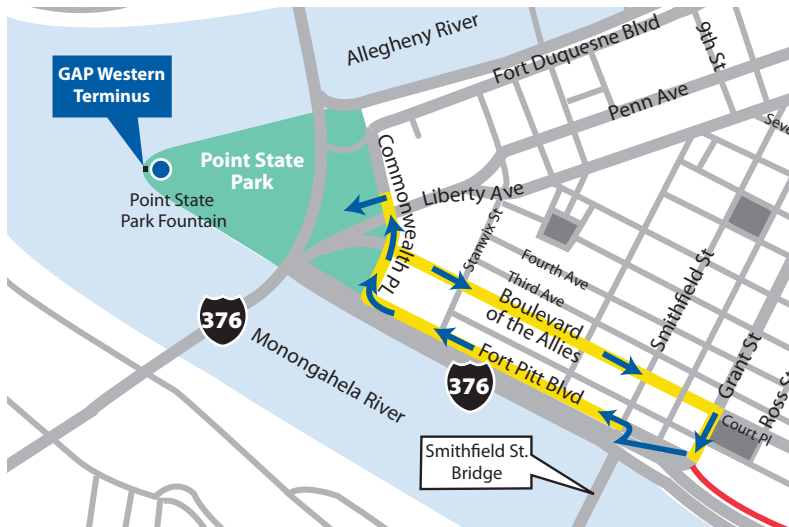 Allegheny River
Fort Duquesne Blvd
9th St
GAP Western
Terminus
Penn Ave
Seve
Point State
Park
Commonwealth PL
Liberty Ave
Point State
Park Fountain
Stanwix St
Fourth Ave
Third Ave
Smithfield St
Boulevard
of the Allies
376
Monongahela River
Fort Pitt Blvd
376
Grant St
Ross St
Court Pl
Smithfield St.
Bridge